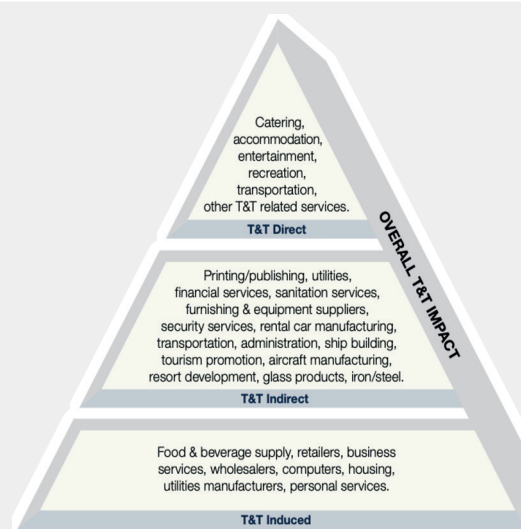 Catering,
accommodation,
entertainment,
recreation,
transportation,
other T&T related services.
T&T Direct
OVERALL T&T IMPACT
Printing/publishing, utilities,
financial services, sanitation services,
furnishing & equipment suppliers,
security services, rental car manufacturing,
transportation, administration, ship building,
tourism promotion, aircraft manufacturing,
resort development, glass products, iron/steel.
T&T Indirect
Food & beverage supply, retailers, business
services, wholesalers, computers, housing,
utilities manufacturers, personal services.
T&T Induced